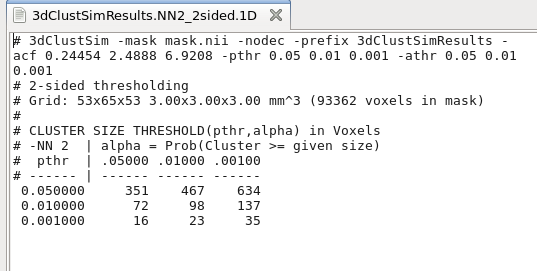 3dClustSimResults.NN2_2sided.1D
# 3dClustSim -mask mask.nii -nodec -prefix 3dClustSimResults -
acf 0.24454 2.4888 6.9208 -pthr 0.05 0.01 0.001 -athr 0.05 0.01
0.001
# 2-sided thresholding
# Grid: 53x65x53 3.00x3.00x3.00 mm^3 (93362 voxels in mask)
#
# CLUSTER SIZE THRESHOLD(pthr,alpha) in Voxels
# -NN 2  | alpha = Prob(Cluster >= given size)
#  pthr  | .05000 .01000 .00100
# ------ | ------ ------ ------
0.050000     351    467    634
0.010000      72     98    137
0.001000      16     23     35